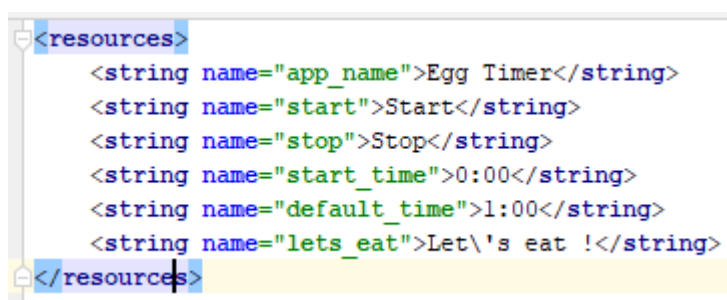 <resources>
    <string name="app_name">Egg Timer</string>
    <string name="start">Start</string>
    <string name="stop">Stop</string>
    <string name="start_time">0:00</string>
    <string name="default_time">1:00</string>
    <string name="lets_eat">Let\'s eat !</string>
</resources>